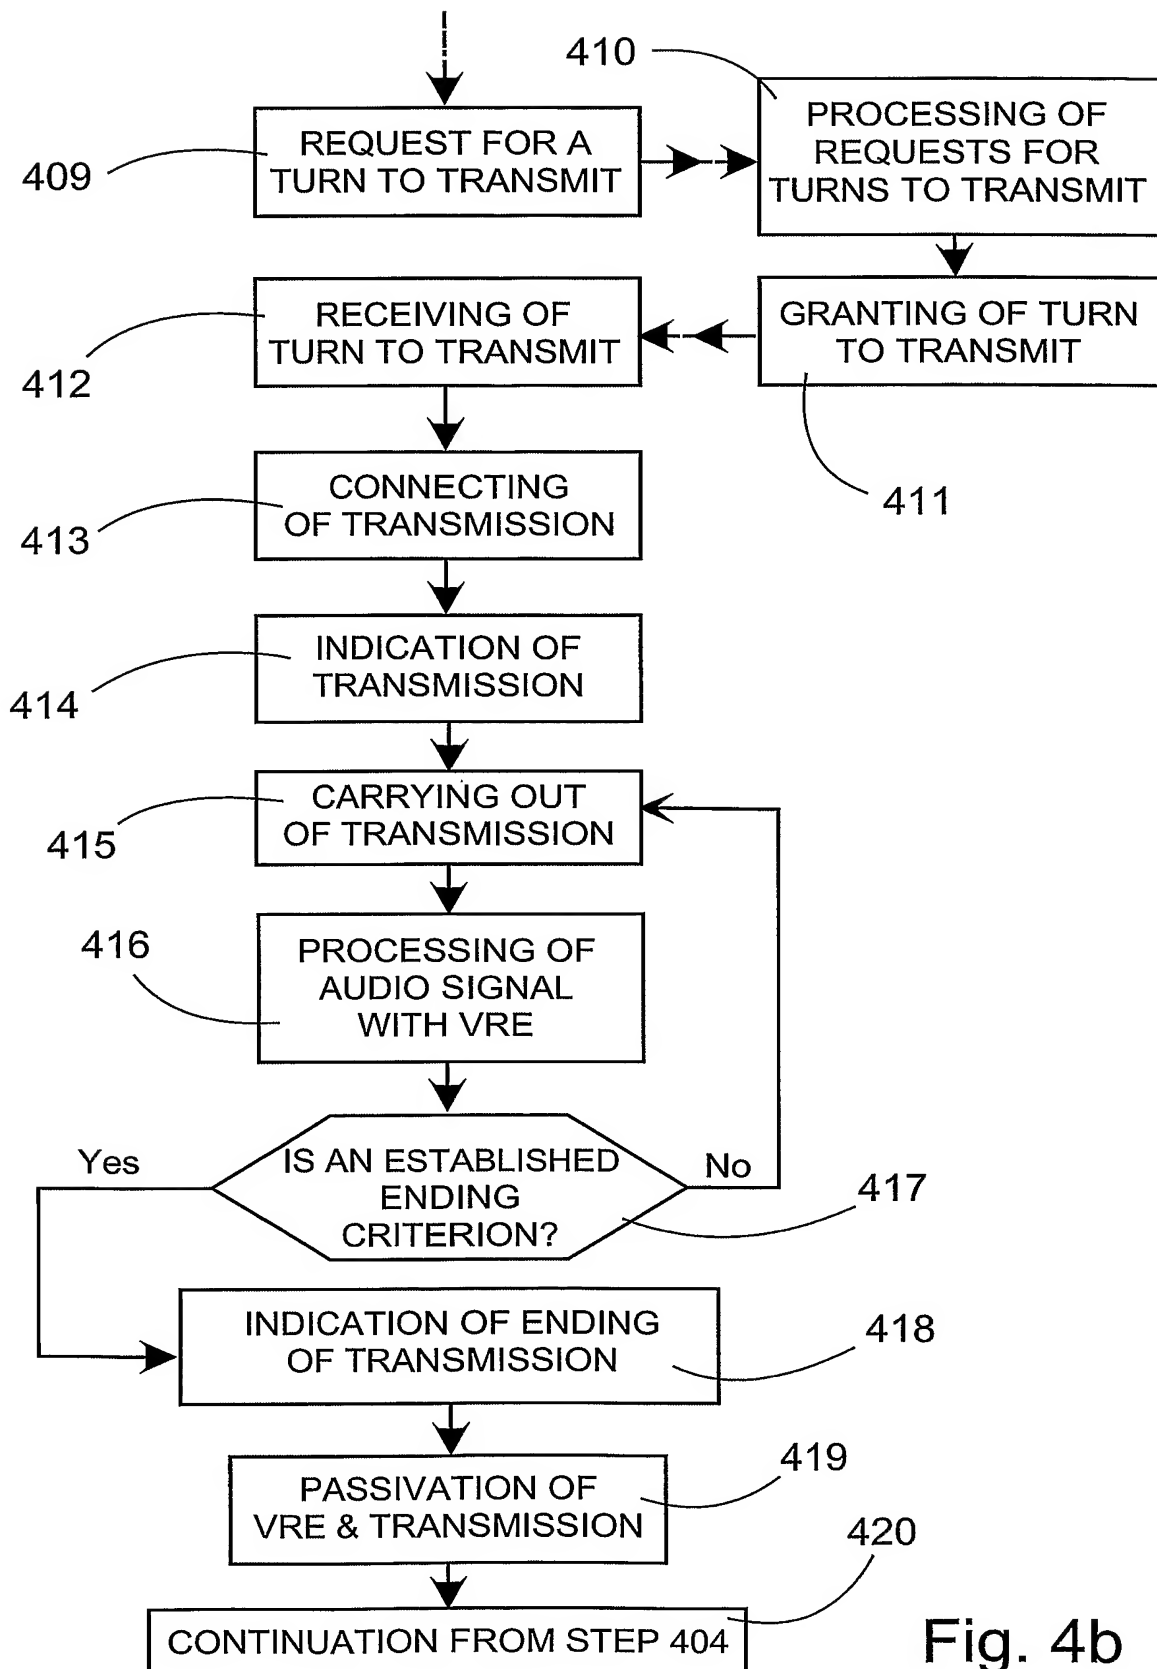 410
PROCESSING OF
REQUESTS FOR
TURNS TO TRANSMIT
REQUEST FOR A
TURN TO TRANSMIT
409
RECEIVING OF
TURN TO TRANSMIT
412
GRANTING OF TURN
TO TRANSMIT
411
CONNECTING
OF TRANSMISSION
413
INDICATION OF
TRANSMISSION
414
CARRYING OUT
OF TRANSMISSION
415
416
PROCESSING OF
AUDIO SIGNAL
WITH VRE
Yes
IS AN ESTABLISHED
ENDING
CRITERION?
No
417
INDICATION OF ENDING
OF TRANSMISSION
418
PASSIVATION OF
VRE & TRANSMISSION
419
420
CONTINUATION FROM STEP 404
Fig. 4b